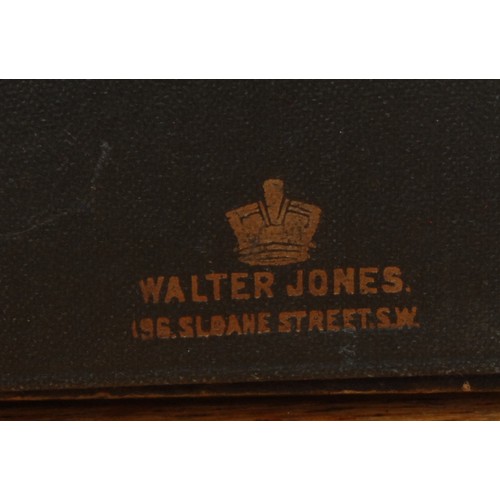 WALTER JONES.
196.SLOANE STREET.S.W.